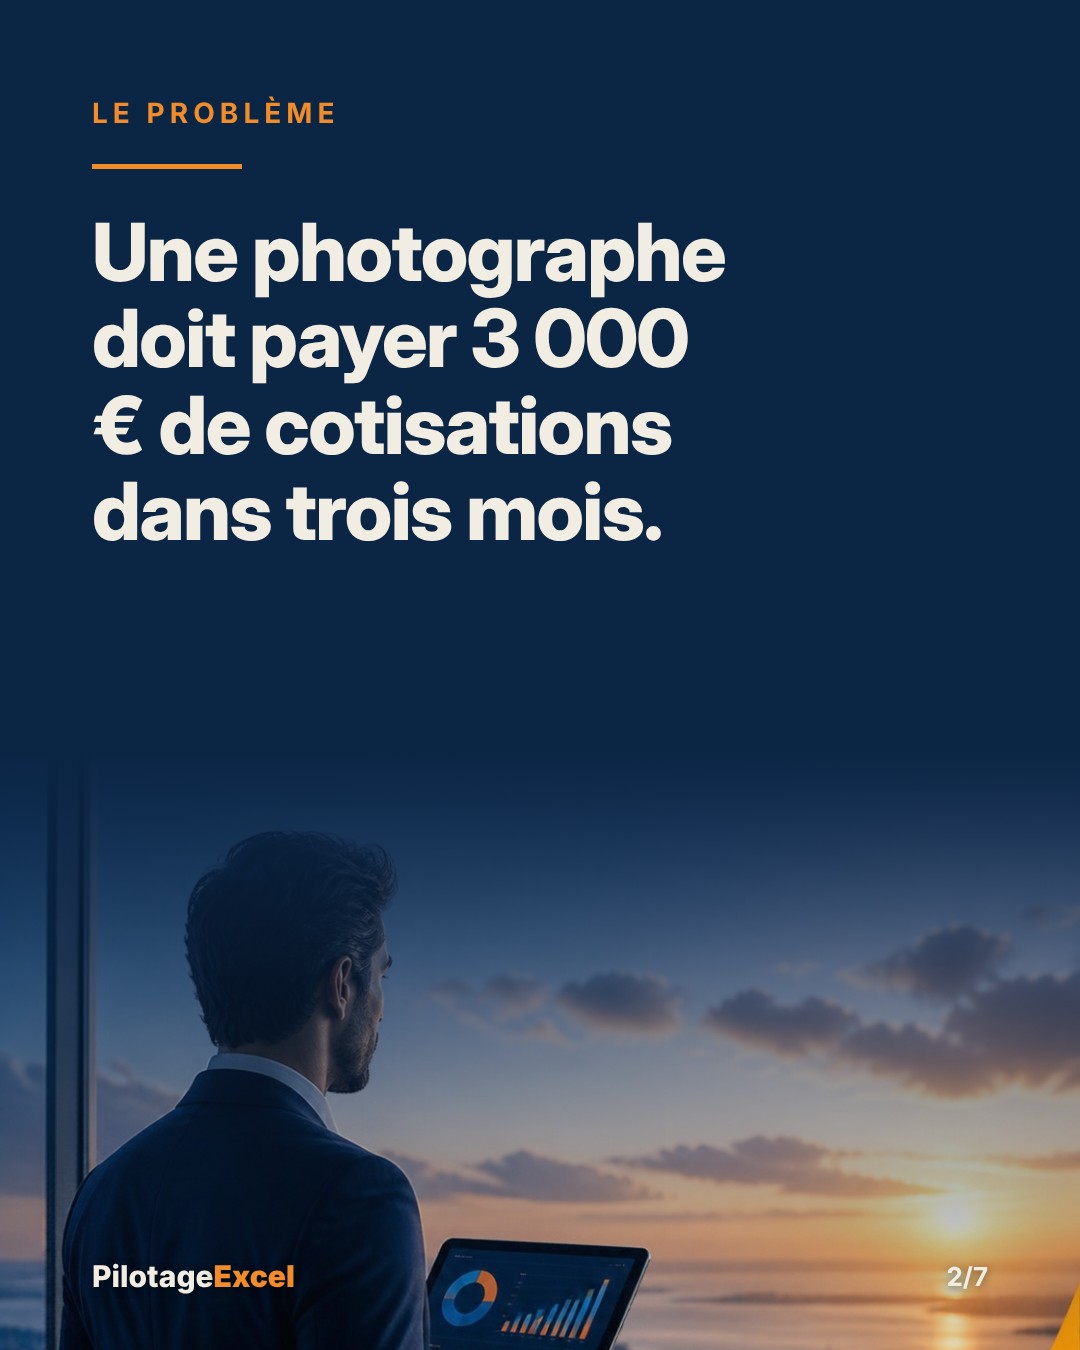 LE PROBLÈME
Une photographe
doit payer 3 000
€ de cotisations
dans trois mois.
PilotageExcel
2/7